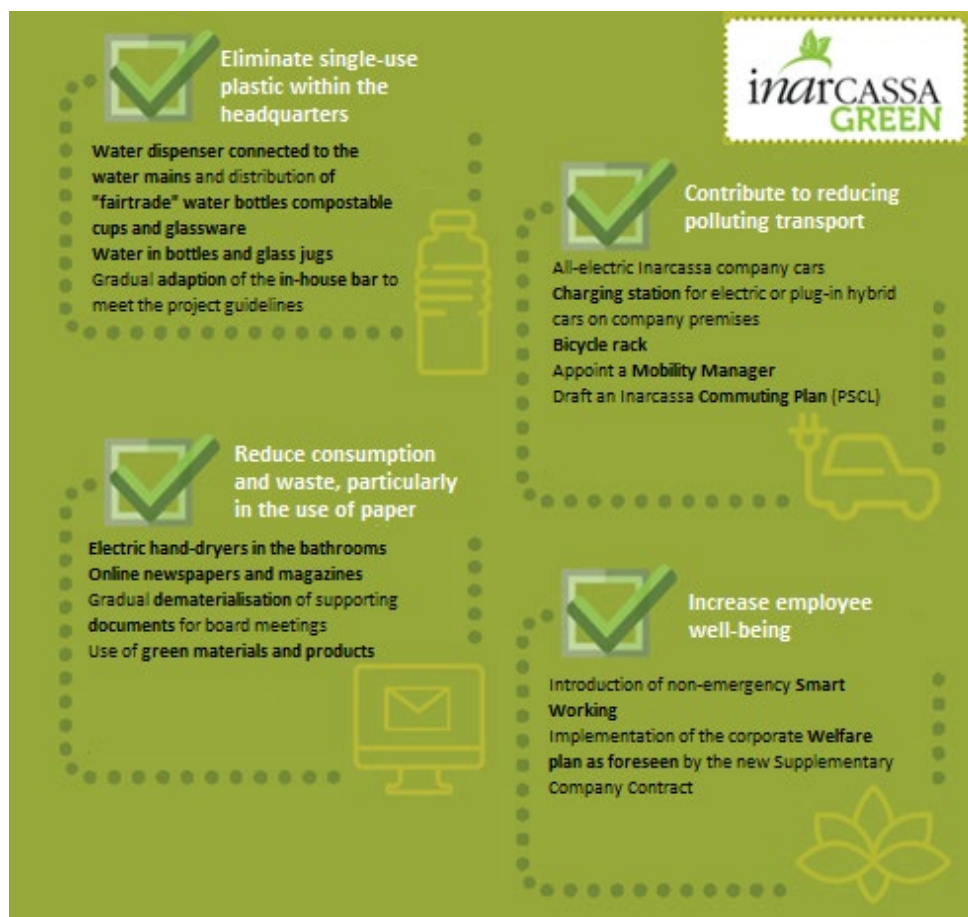 Eliminate single-use
plastic within the
headquarters
Water dispenser connected to the
water mains and distribution of
"fairtrade" water bottles compostable
cups and glassware
Water in bottles and glass jugs
Gradual adaption of the in-house bar to
meet the project guidelines
inarCASSA
GREEN
Contribute to reducing
polluting transport
All-electric Inarcassa company cars
Charging station for electric or plug-in hybrid
cars on company premises
Bicycle rack
Appoint a Mobility Manager
Draft an Inarcassa Commuting Plan (PSCL)
Reduce consumption
and waste, particularly
in the use of paper
Electric hand-dryers in the bathrooms
Online newspapers and magazines
Gradual dematerialisation of supporting
documents for board meetings
Use of green materials and products
Increase employee
well-being
Introduction of non-emergency Smart
Working
Implementation of the corporate Welfare
plan as foreseen by the new Supplementary
Company Contract